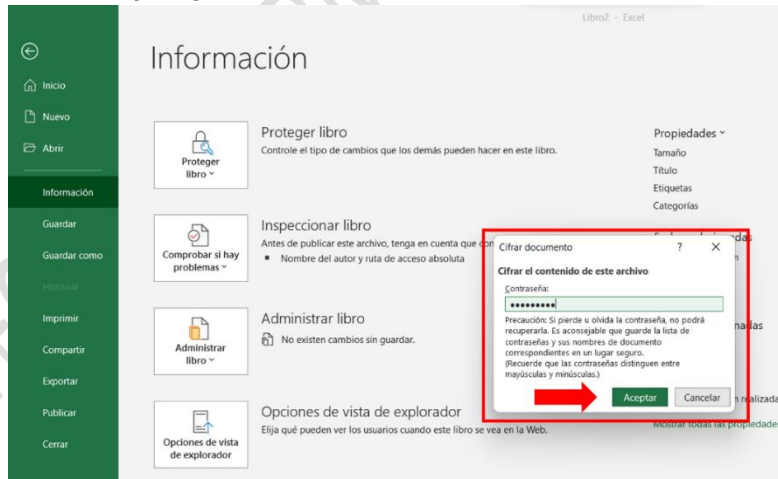 Libro2 - Excel
Información
Inicio
Nuevo
Abrir
Información
Guardar
Guardar como
Historial
Imprimir
Compartir
Exportar
Publicar
Cerrar
Proteger
libro
Proteger libro
Controle el tipo de cambios que los demás pueden hacer en este libro.
Comprobar si hay
problemas
Inspeccionar libro
Antes de publicar este archivo, tenga en cuenta que
Nombre del autor y ruta de acceso absoluta
Administrar
libro
Administrar libro
No existen cambios sin guardar.
Opciones de vista
de explorador
Opciones de vista de explorador
Elija qué pueden ver los usuarios cuando este libro se vea en la Web.
Propiedades
Tamaño
Título
Etiquetas
Categorías
Cifrar documento ? X
Cifrar el contenido de este archivo
Contraseña:
•••••••••
Precaución: Si pierde u olvida la contraseña, no podrá
recuperarla. Es aconsejable que guarde la lista de
contraseñas y sus nombres de documento
correspondientes en un lugar seguro.
(Recuerde que las contraseñas distinguen entre
mayúsculas y minúsculas.)
Aceptar Cancelar
Mostrar todas las propiedades